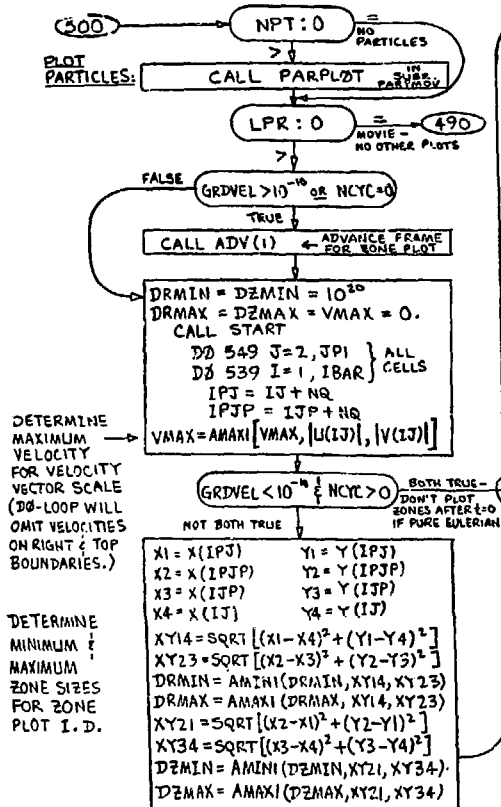 500
NPT : 0
=
NO PARTICLES
>
PLOT PARTICLES:
CALL PARPLOT
IN SUBR. PARMOV
LPR : 0
=
490
MOVIE –
NO OTHER PLOTS
>
FALSE
GRDVEL > 10⁻¹⁰ OR NCYC=0
TRUE
CALL ADV(1)
← ADVANCE FRAME FOR ZONE PLOT
DRMIN = DZMIN = 10²⁰
DRMAX = DZMAX = VMAX = 0.
CALL START
DØ 549 J=2, JP1
DØ 539 I=1, IBAR
} ALL CELLS
IPJ = IJ + NQ
IPJP = IJP + NQ
VMAX = AMAX1 [VMAX, |U(IJ)|, |V(IJ)|]
DETERMINE
MAXIMUM
VELOCITY
FOR VELOCITY
VECTOR SCALE
(DØ-LOOP WILL
OMIT VELOCITIES
ON RIGHT & TOP
BOUNDARIES.)
GRDVEL < 10⁻¹⁰ & NCYC > 0
BOTH TRUE –
DON'T PLOT
ZONES AFTER t=0
IF PURE EULERIAN
NOT BOTH TRUE
X1 = X(IPJ) Y1 = Y(IPJ)
X2 = X(IPJP) Y2 = Y(IPJP)
X3 = X(IJP) Y3 = Y(IJP)
X4 = X(IJ) Y4 = Y(IJ)
XY14 = SQRT [(X1-X4)² + (Y1-Y4)²]
XY23 = SQRT [(X2-X3)² + (Y2-Y3)²]
DRMIN = AMIN1 (DRMIN, XY14, XY23)
DRMAX = AMAX1 (DRMAX, XY14, XY23)
XY21 = SQRT [(X2-X1)² + (Y2-Y1)²]
XY34 = SQRT [(X3-X4)² + (Y3-Y4)²]
DZMIN = AMIN1 (DZMIN, XY21, XY34)
DZMAX = AMAX1 (DZMAX, XY21, XY34)
DETERMINE
MINIMUM &
MAXIMUM
ZONE SIZES
FOR ZONE
PLOT I.D.